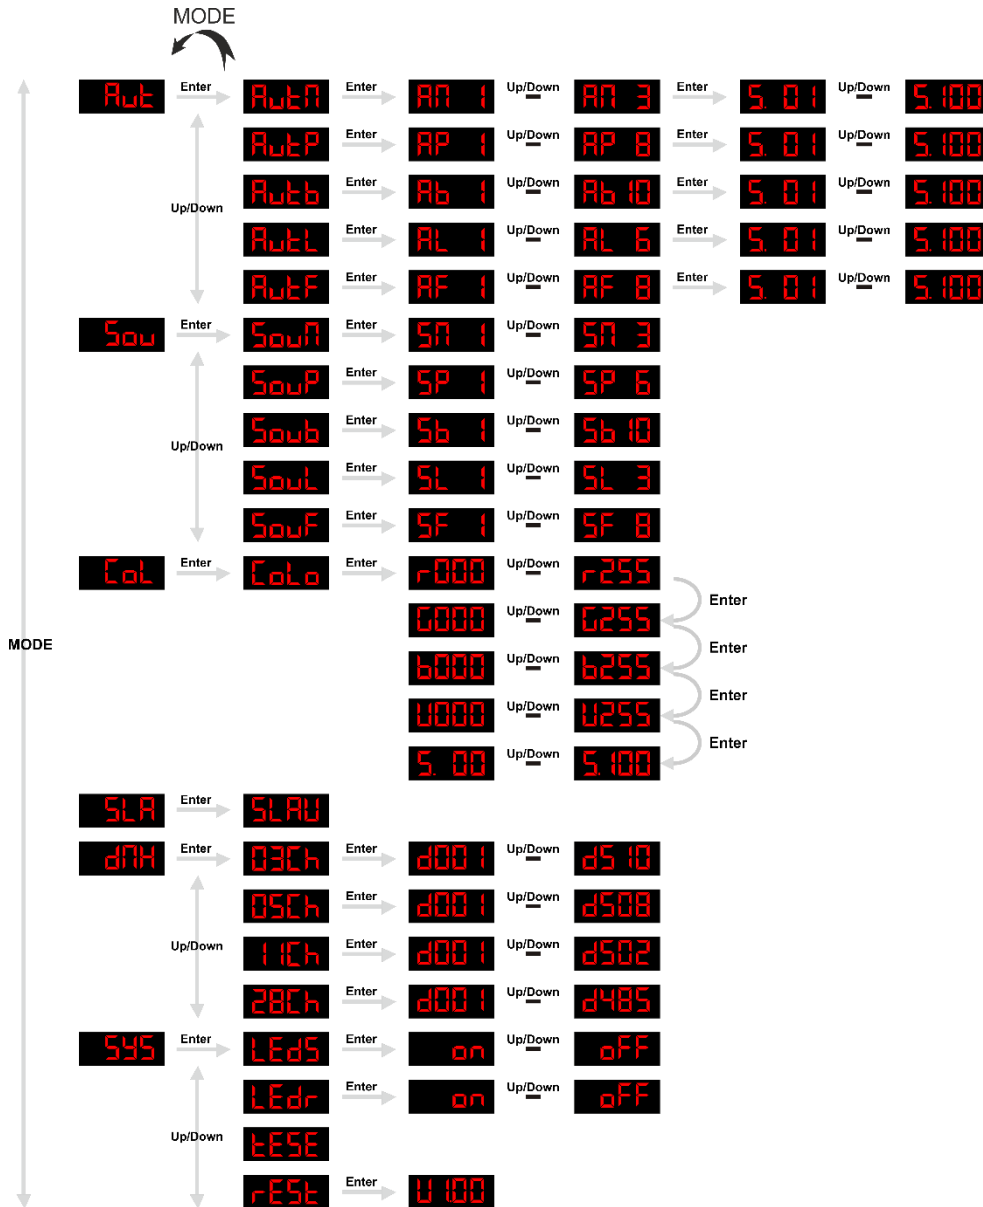 MODE
Aut Enter AutM Enter AM 1 Up/Down AM 3 Enter S. 01 Up/Down S.100
AutP Enter AP 1 Up/Down AP 8 Enter S. 01 Up/Down S.100
Up/Down Autb Enter Ab 1 Up/Down Ab10 Enter S. 01 Up/Down S.100
AutL Enter AL 1 Up/Down AL 6 Enter S. 01 Up/Down S.100
AutF Enter AF 1 Up/Down AF 8 Enter S. 01 Up/Down S.100
Sou Enter SouM Enter SM 1 Up/Down SM 3
SouP Enter SP 1 Up/Down SP 6
Up/Down Soub Enter Sb 1 Up/Down Sb10
SouL Enter SL 1 Up/Down SL 3
SouF Enter SF 1 Up/Down SF 8
CoL Enter CoLo Enter r000 Up/Down r255
Enter
G000 Up/Down G255
MODE
Enter
b000 Up/Down b255
Enter
U000 Up/Down U255
Enter
S. 00 Up/Down S.100
SLA Enter SLAU
dMH Enter 03Ch Enter d001 Up/Down d510
05Ch Enter d001 Up/Down d508
Up/Down 11Ch Enter d001 Up/Down d502
28Ch Enter d001 Up/Down d485
SYS Enter LEdS Enter on Up/Down oFF
LEdr Enter on Up/Down oFF
Up/Down tESE
rESt Enter U1.00